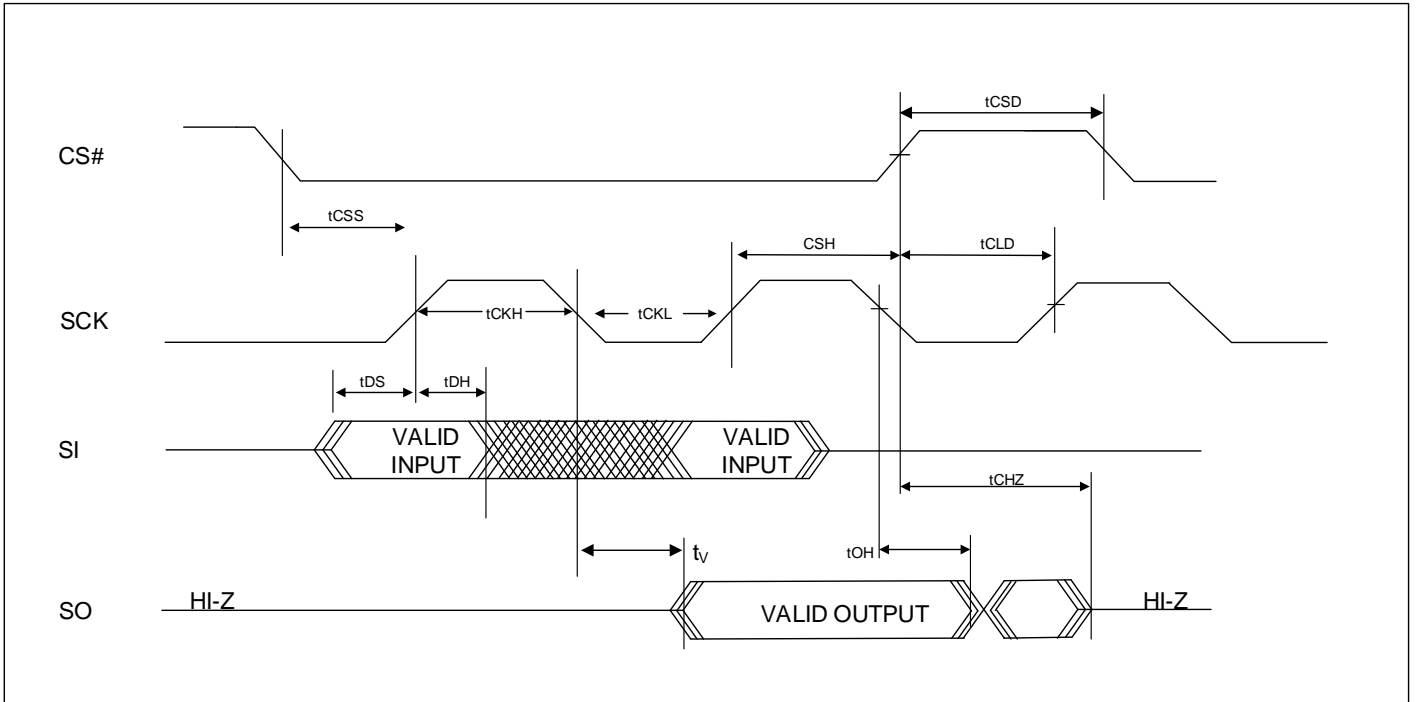 tCSD
CS#
tCSS
CSH
tCLD
SCK
tCKH
tCKL
tDS
tDH
SI
VALID
INPUT
VALID
INPUT
tCHZ
tV
tOH
SO
HI-Z
VALID OUTPUT
HI-Z